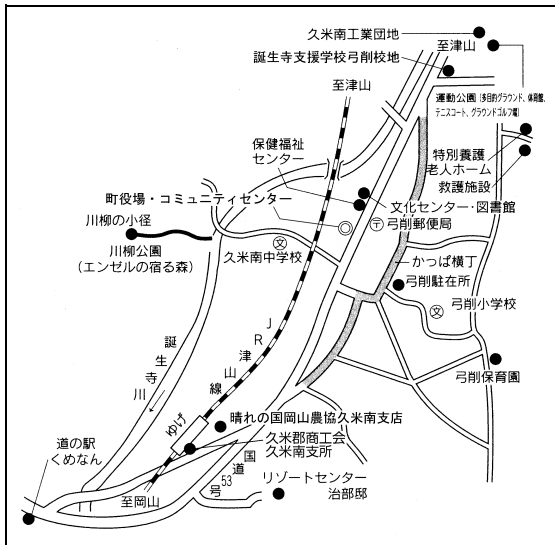 久米南工業団地
至津山
誕生寺支援学校弓削校地
至津山
運動公園(多目的グラウンド、体育館、
テニスコート、グラウンドゴルフ場)
保健福祉
センター
特別養護
老人ホーム
救護施設
町役場・コミュニティセンター
文化センター・図書館
川柳の小径
〒弓削郵便局
文
川柳公園
(エンゼルの宿る森)
久米南中学校
かっぱ横丁
弓削駐在所
文
弓削小学校
JR津山線
誕生寺川
弓削保育園
ゆげ
晴れの国岡山農協久米南支店
久米郡商工会
久米南支所
道の駅
くめなん
国道53号
至岡山
リゾートセンター
治部邸